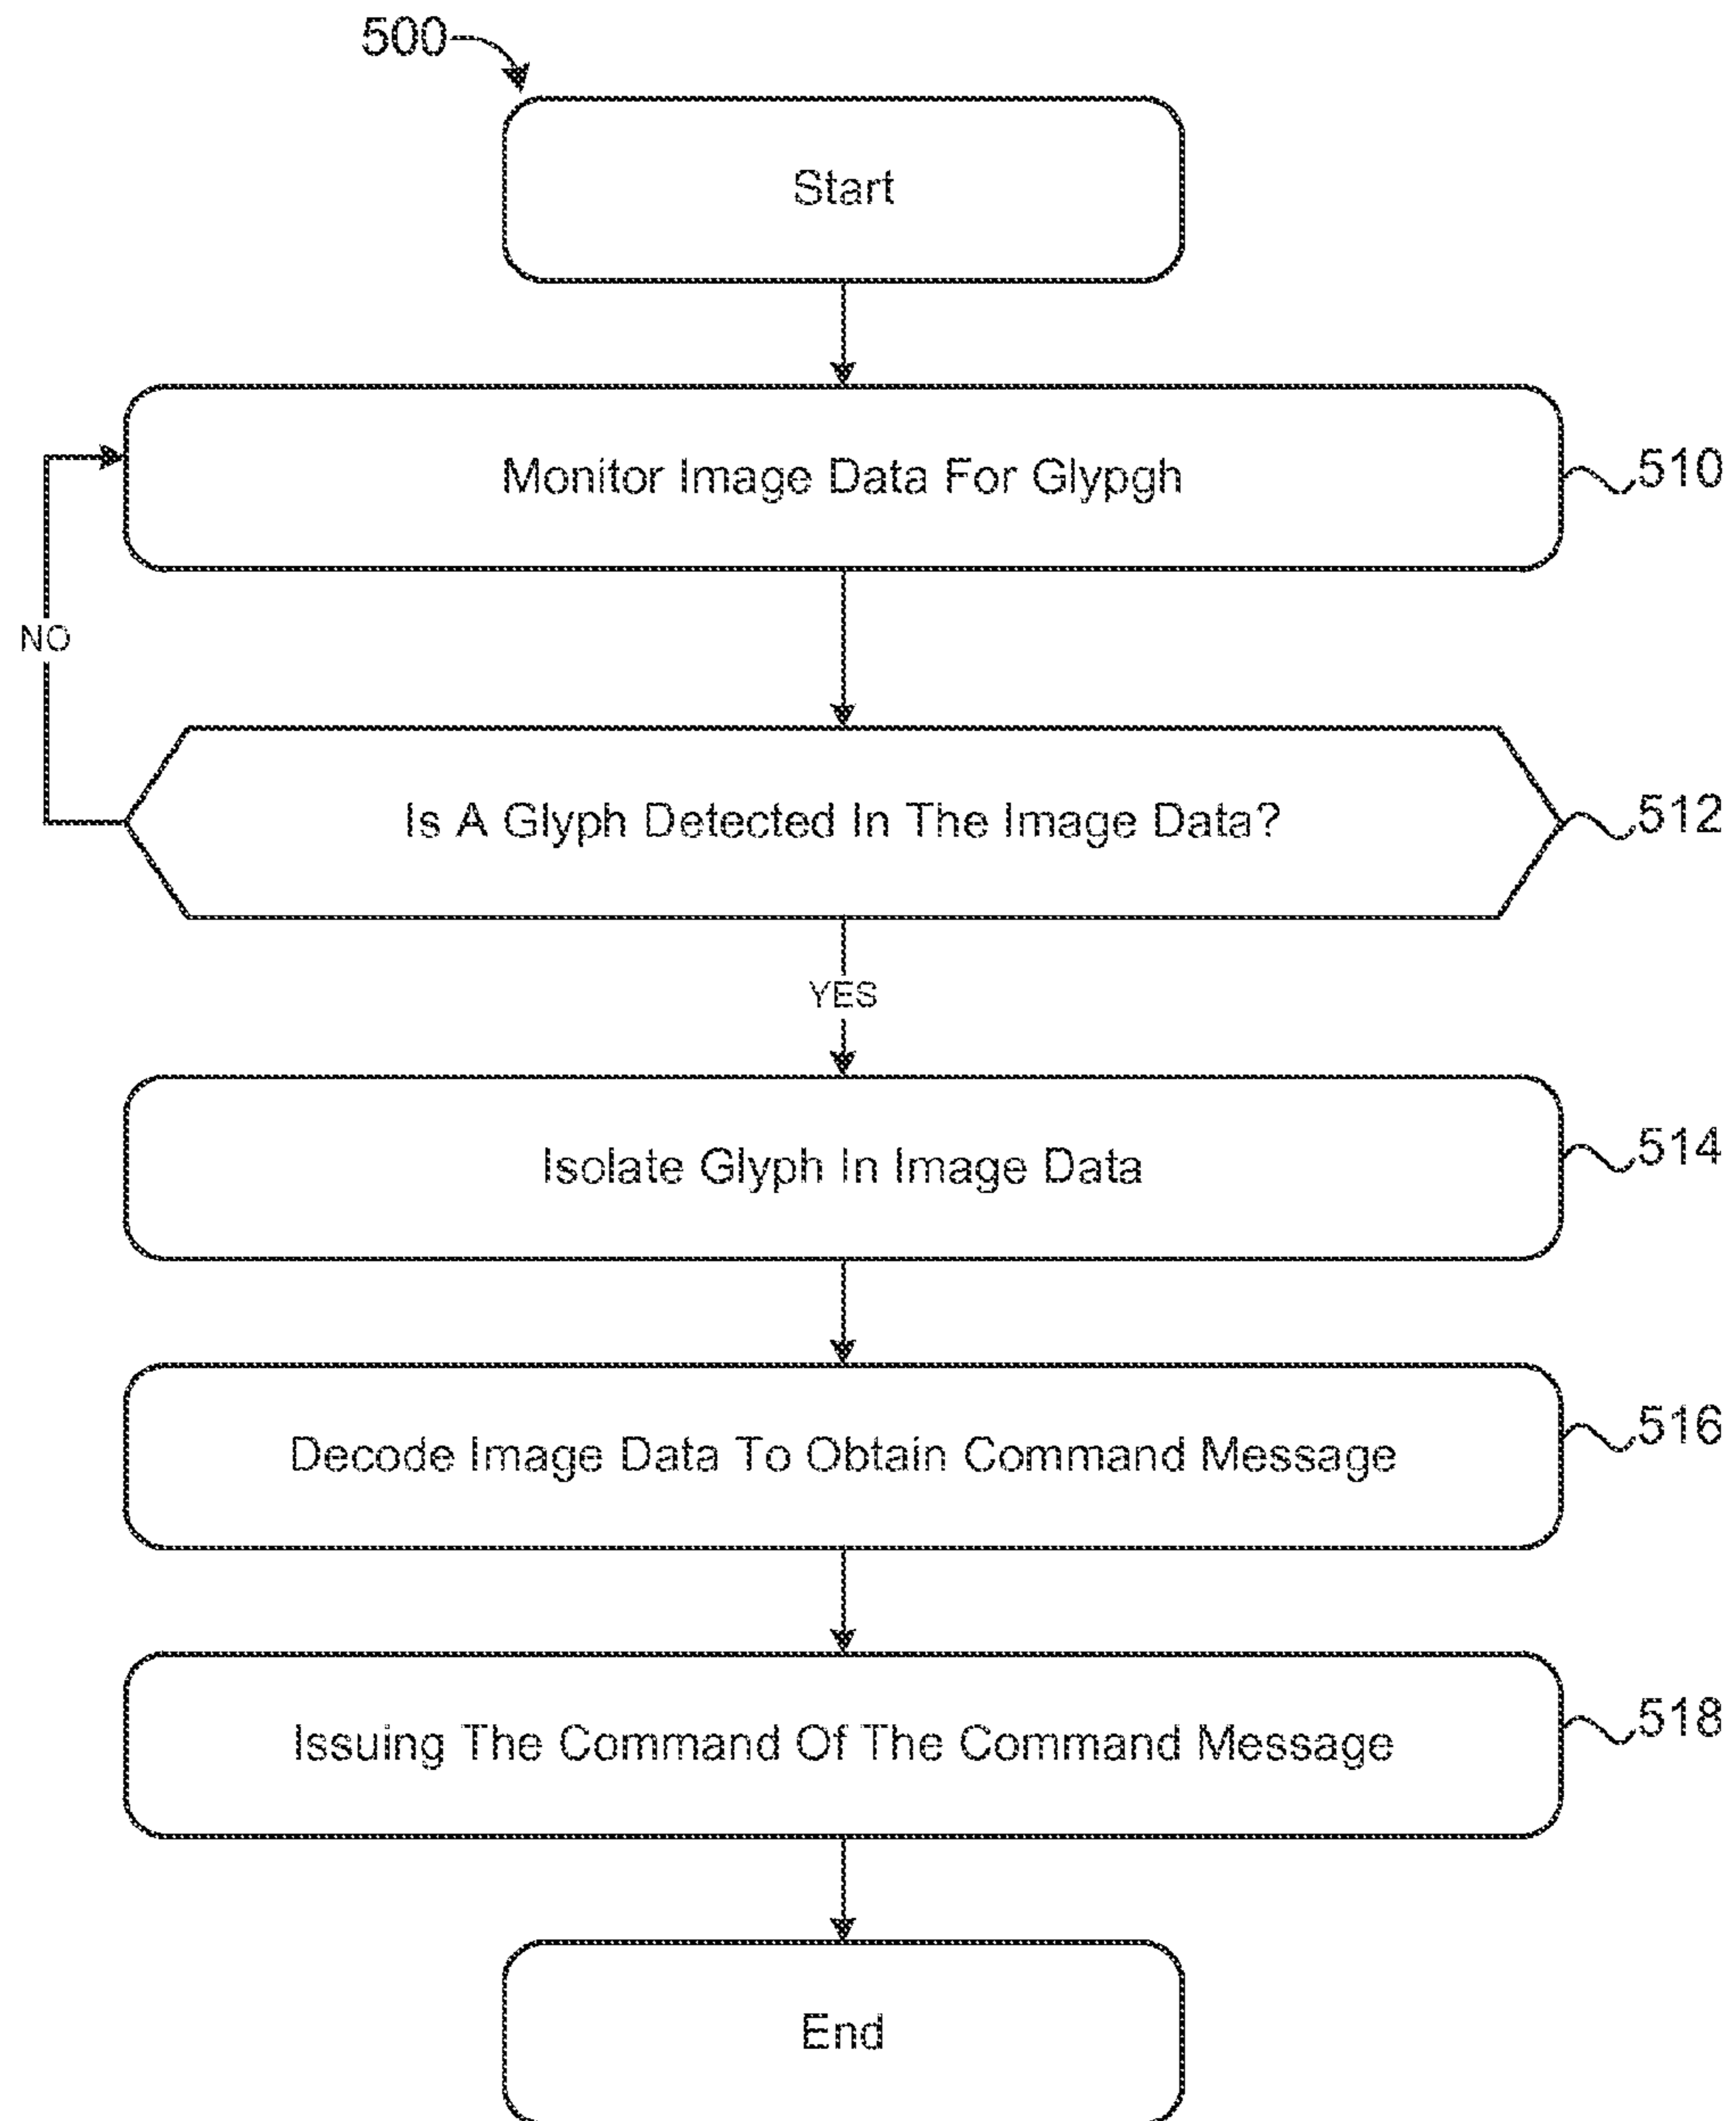 500
Start
Monitor Image Data For Glypgh
510
NO
Is A Glyph Detected In The Image Data?
512
YES
Isolate Glyph In Image Data
514
Decode Image Data To Obtain Command Message
516
Issuing The Command Of The Command Message
518
End